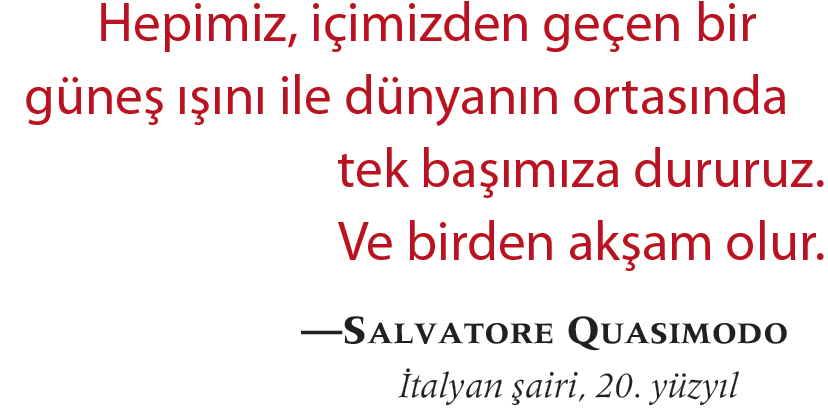 Hepimiz, içimizden geçen bir
güneş ışını ile dünyanın ortasında
tek başımıza dururuz.
Ve birden akşam olur.
—Salvatore Quasimodo
İtalyan şairi, 20. yüzyıl